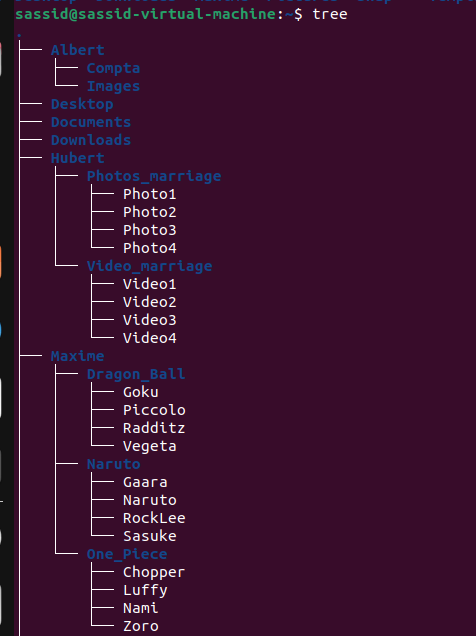 sassid@sassid-virtual-machine:~$ tree
.
├── Albert
│   ├── Compta
│   └── Images
├── Desktop
├── Documents
├── Downloads
├── Hubert
│   ├── Photos_marriage
│   │   ├── Photo1
│   │   ├── Photo2
│   │   ├── Photo3
│   │   └── Photo4
│   └── Video_marriage
│       ├── Video1
│       ├── Video2
│       ├── Video3
│       └── Video4
├── Maxime
│   ├── Dragon_Ball
│   │   ├── Goku
│   │   ├── Piccolo
│   │   ├── Radditz
│   │   └── Vegeta
│   ├── Naruto
│   │   ├── Gaara
│   │   ├── Naruto
│   │   ├── RockLee
│   │   └── Sasuke
│   └── One_Piece
│       ├── Chopper
│       ├── Luffy
│       ├── Nami
│       └── Zoro